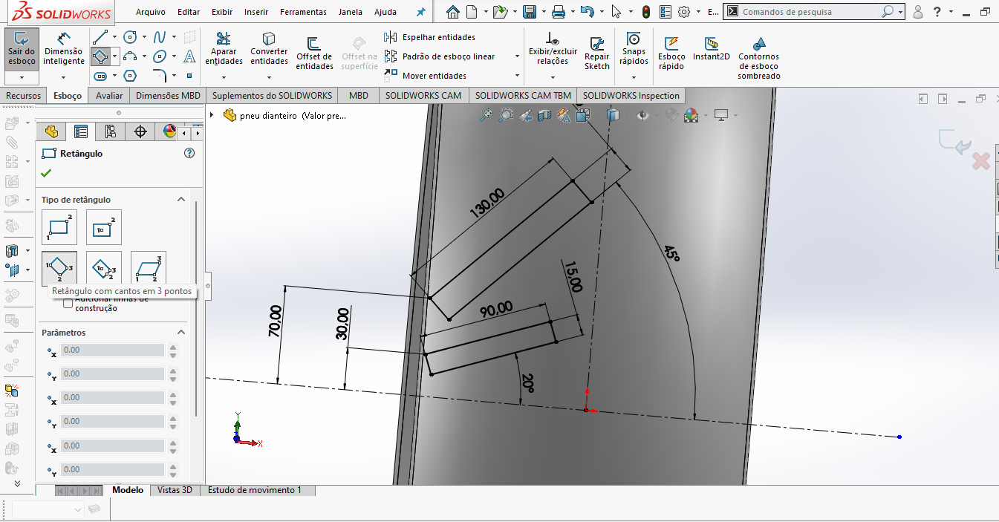 SOLIDWORKS
Arquivo Editar Exibir Inserir Ferramentas Janela Ajuda
E...
Comandos de pesquisa
?
Sair do esboço
Dimensão inteligente
Aparar entidades
Converter entidades
Offset de entidades
Offset na superfície
Espelhar entidades
Padrão de esboço linear
Mover entidades
Exibir/excluir relações
Repair Sketch
Snaps rápidos
Esboço rápido
Instant2D
Contornos de esboço sombreado
Recursos Esboço Avaliar Dimensões MBD Suplementos do SOLIDWORKS MBD SOLIDWORKS CAM SOLIDWORKS CAM TBM SOLIDWORKS Inspection
pneu dianteiro (Valor pre...
Retângulo
Tipo de retângulo
Retângulo com cantos em 3 pontos
Adicionar linhas de
construção
Parâmetros
x 0.00
Y 0.00
x 0.00
Y 0.00
x 0.00
Y 0.00
130,00
45°
15,00
90,00
70,00
30,00
20°
Y
X
Modelo Vistas 3D Estudo de movimento 1